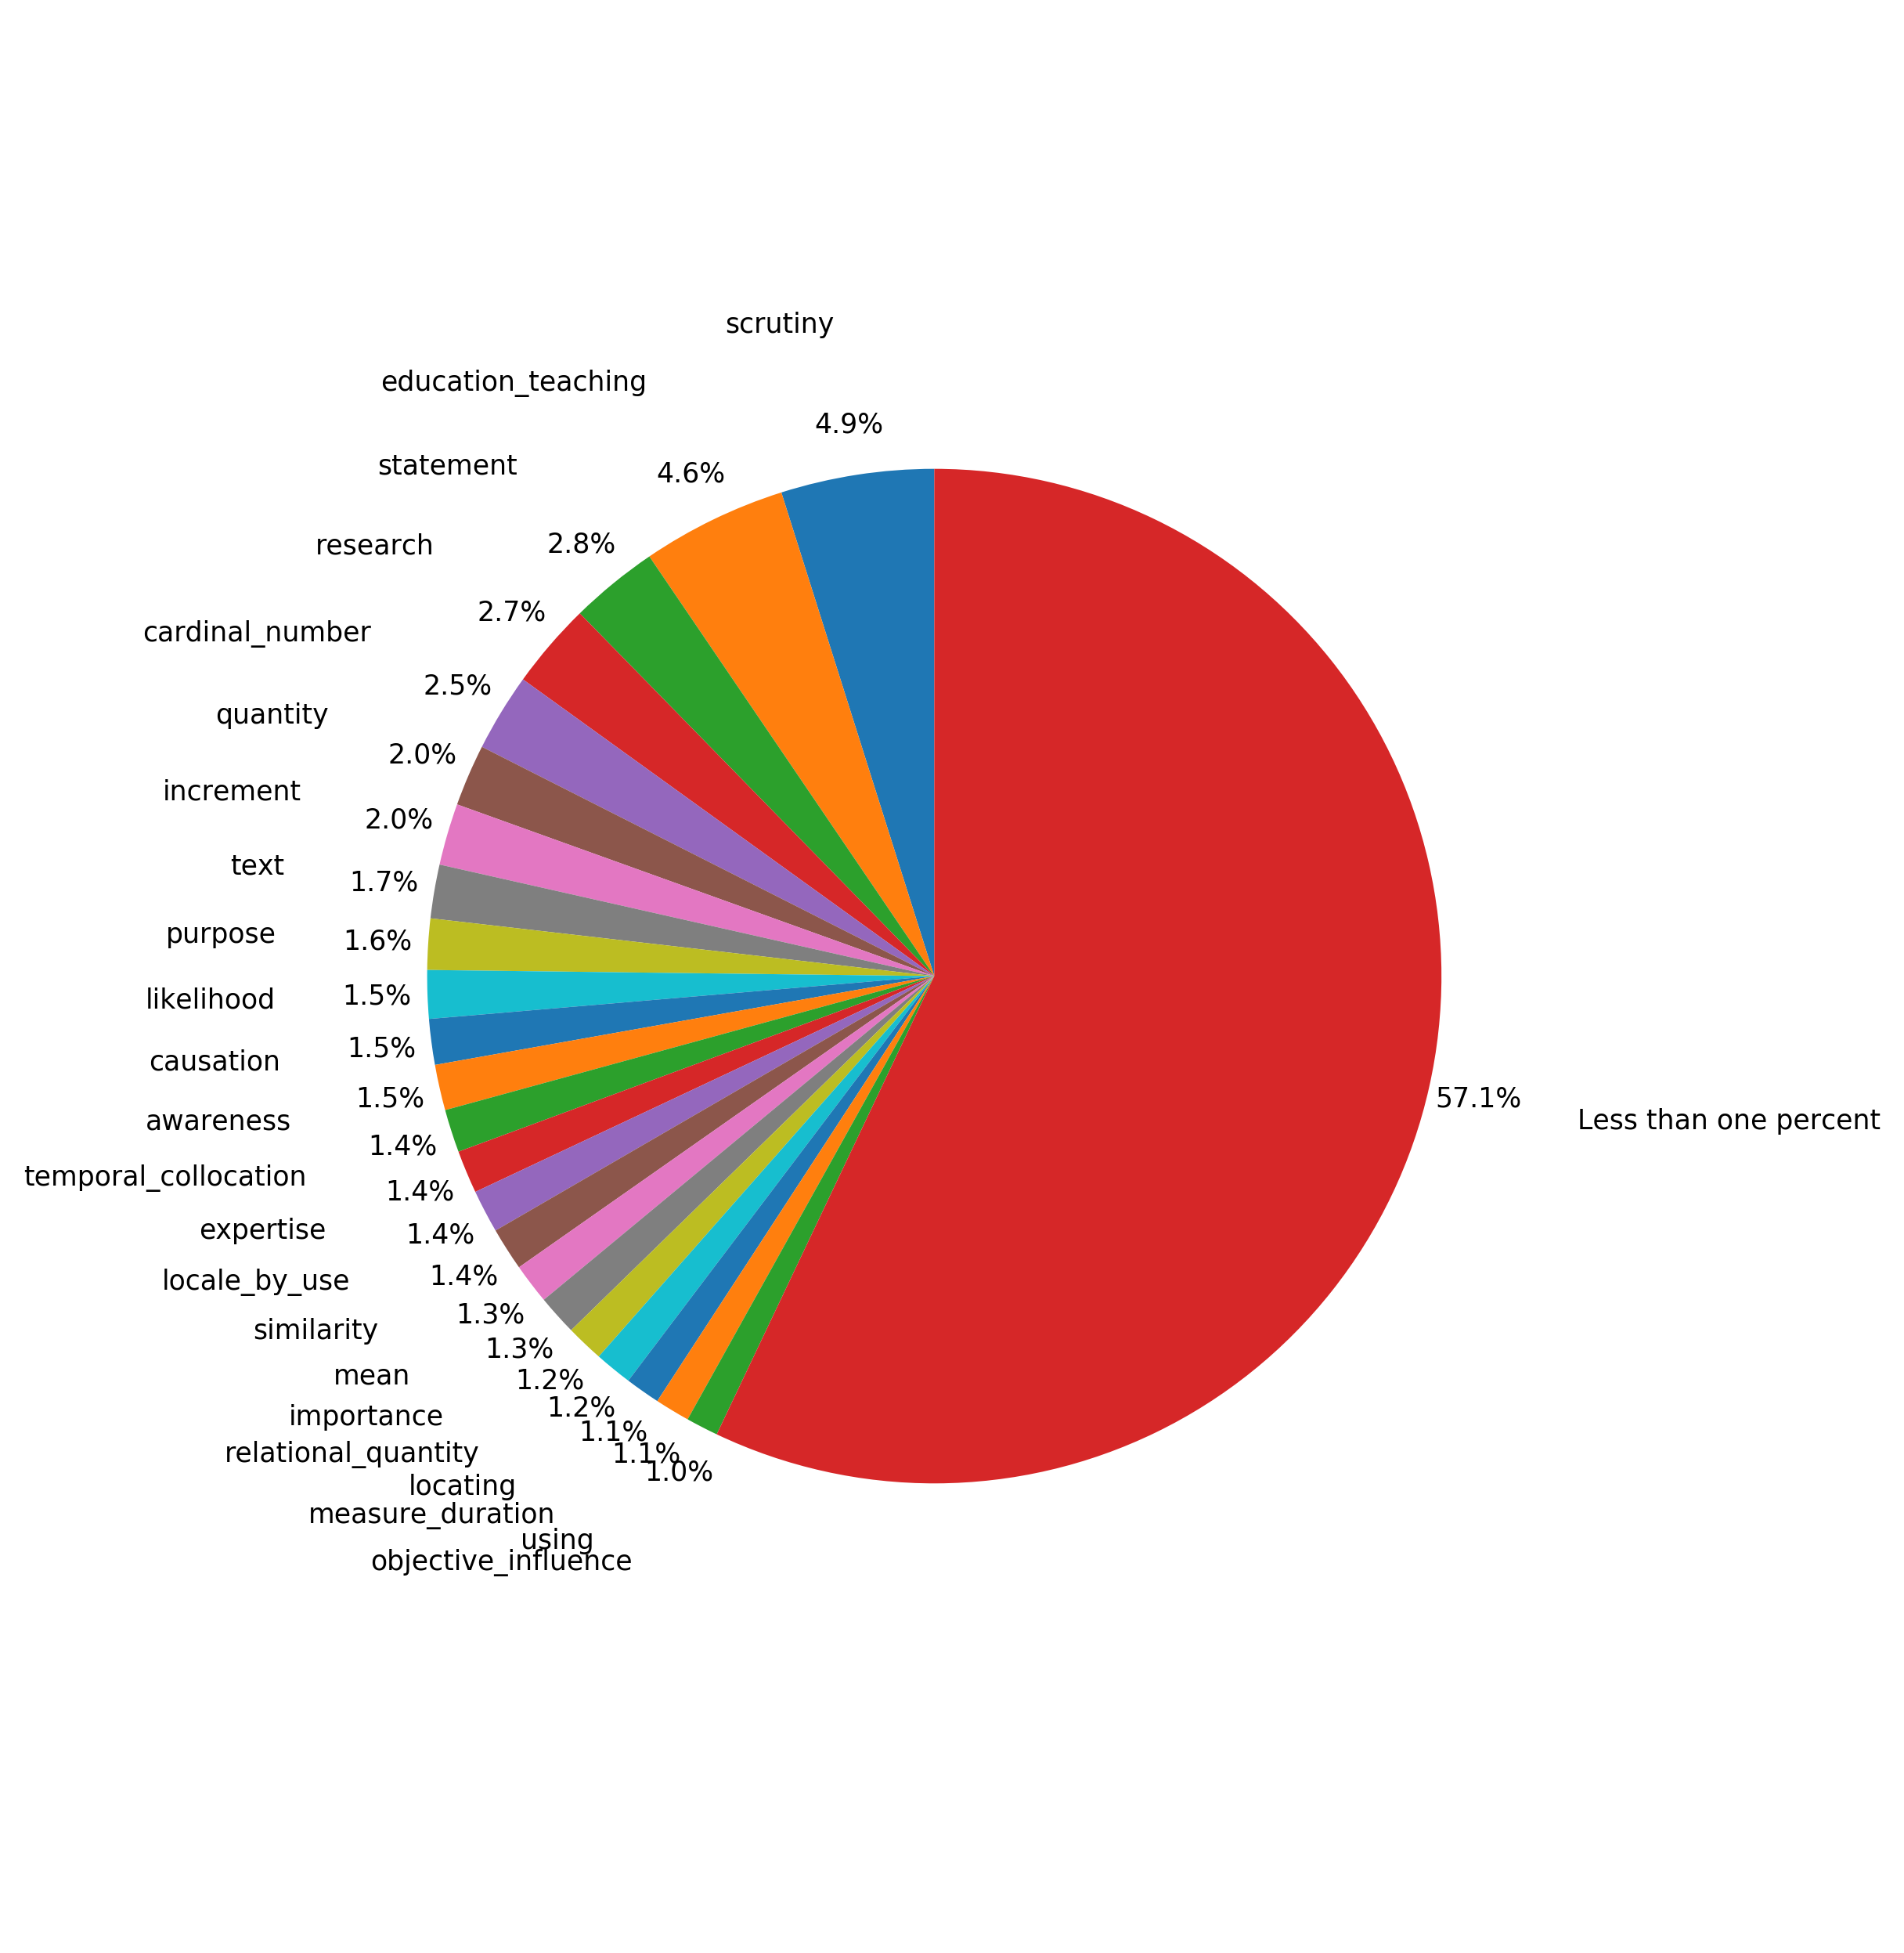 scrutiny
4.9%
education_teaching
4.6%
statement
2.8%
research
2.7%
cardinal_number
2.5%
quantity
2.0%
increment
2.0%
text
1.7%
purpose
1.6%
likelihood
1.5%
causation
1.5%
awareness
1.5%
temporal_collocation
1.4%
expertise
1.4%
locale_by_use
1.4%
similarity
1.4%
mean
1.3%
importance
1.3%
relational_quantity
1.2%
locating
1.2%
measure_duration
1.1%
using
1.1%
objective_influence
1.0%
57.1%
Less than one percent